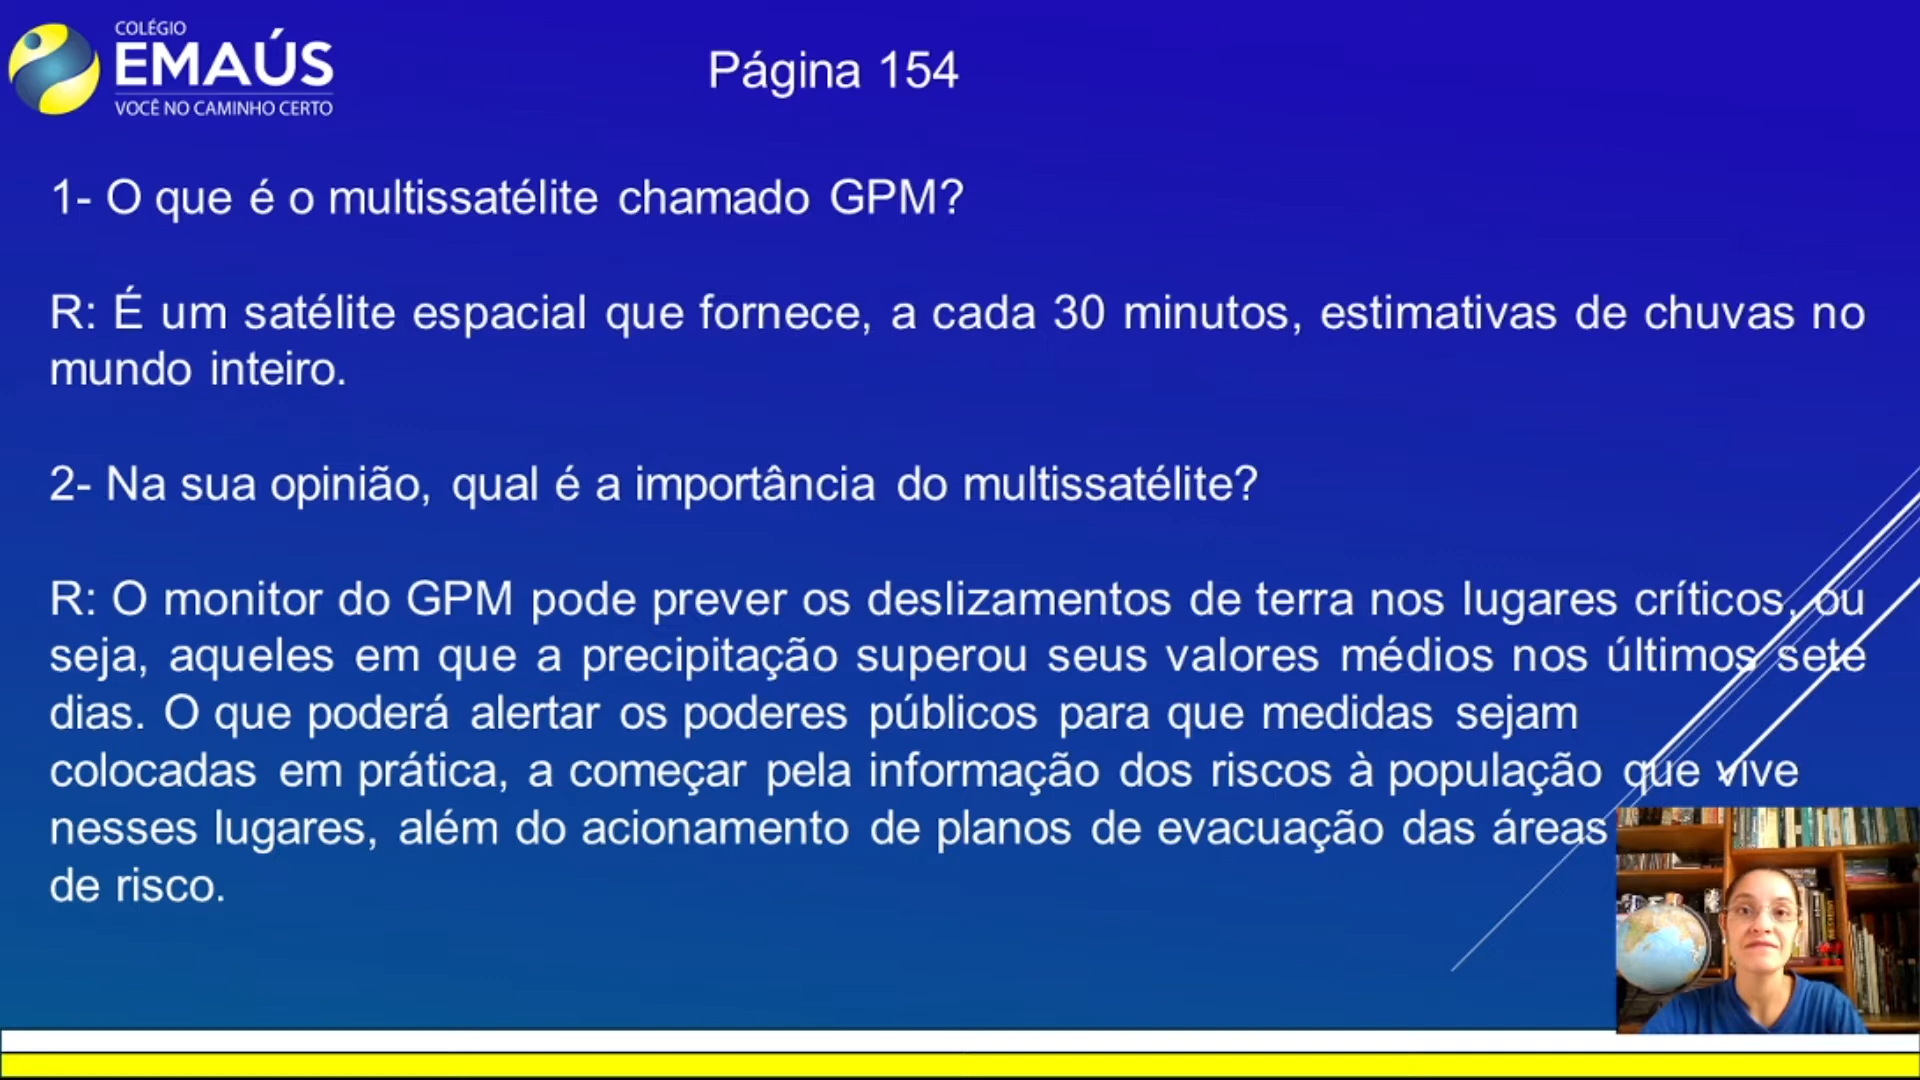 COLÉGIO
EMAÚS
VOCÊ NO CAMINHO CERTO
Página 154
1- O que é o multissatélite chamado GPM?
R: É um satélite espacial que fornece, a cada 30 minutos, estimativas de chuvas no
mundo inteiro.
2- Na sua opinião, qual é a importância do multissatélite?
R: O monitor do GPM pode prever os deslizamentos de terra nos lugares críticos, ou
seja, aqueles em que a precipitação superou seus valores médios nos últimos sete
dias. O que poderá alertar os poderes públicos para que medidas sejam
colocadas em prática, a começar pela informação dos riscos à população que vive
nesses lugares, além do acionamento de planos de evacuação das áreas
de risco.